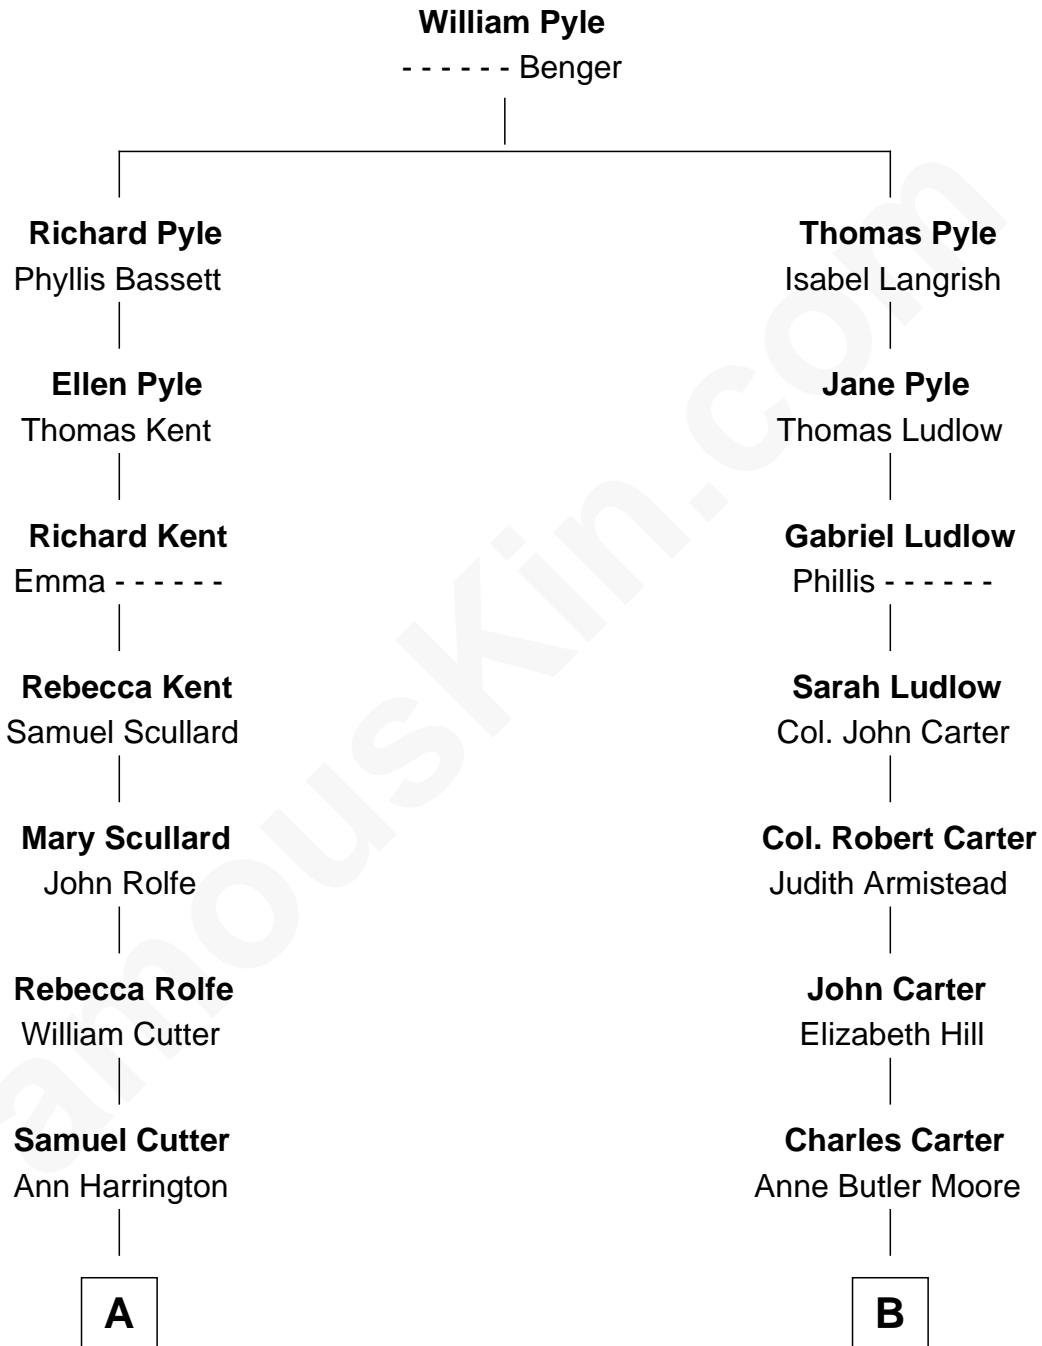 William Pyle
- - - - - - Benger
Richard Pyle
Phyllis Bassett
Thomas Pyle
Isabel Langrish
Ellen Pyle
Thomas Kent
Jane Pyle
Thomas Ludlow
Richard Kent
Emma - - - - - -
Gabriel Ludlow
Phillis - - - - - -
Rebecca Kent
Samuel Scullard
Sarah Ludlow
Col. John Carter
Mary Scullard
John Rolfe
Col. Robert Carter
Judith Armistead
Rebecca Rolfe
William Cutter
John Carter
Elizabeth Hill
Samuel Cutter
Ann Harrington
Charles Carter
Anne Butler Moore
A
B
amouskin.com